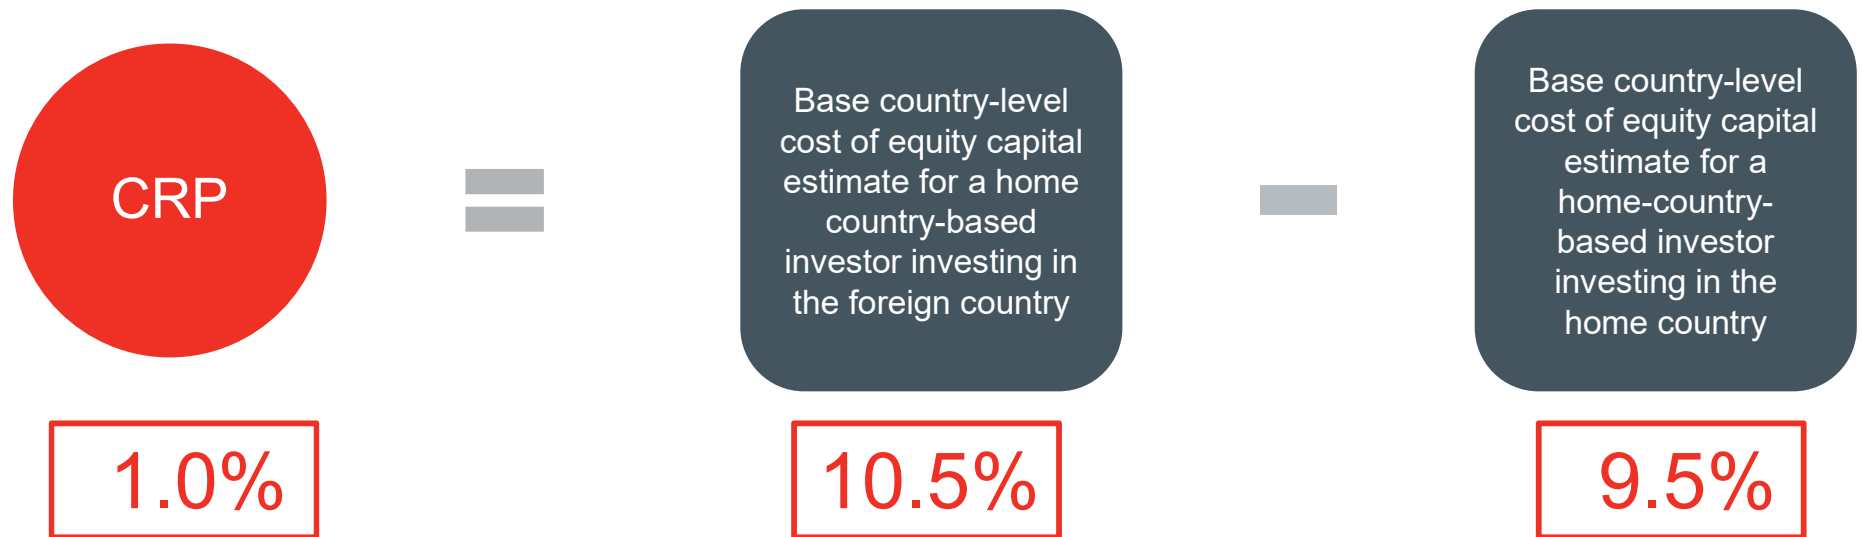 CRP
Base country-level
cost of equity capital
estimate for a home
country-based
investor investing in
the foreign country
Base country-level
cost of equity capital
estimate for a
home-country-
based investor
investing in the
home country
1.0%
10.5%
9.5%